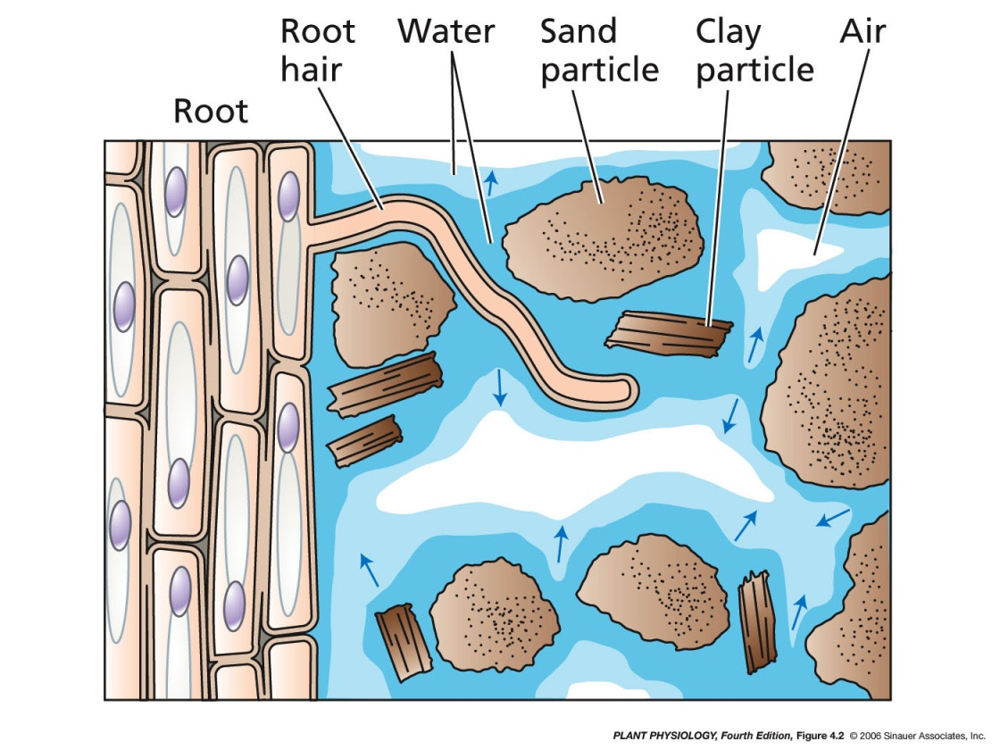 Root
hair
Water
Sand
particle
Clay
particle
Air
Root
PLANT PHYSIOLOGY, Fourth Edition, Figure 4.2 © 2006 Sinauer Associates, Inc.